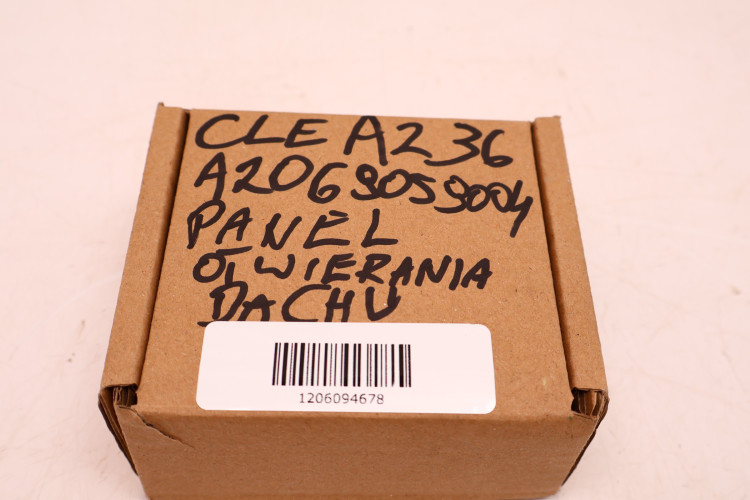 CLE A236
A2069059004
PANEL
OTWIERANIA
DACHU
1206094678